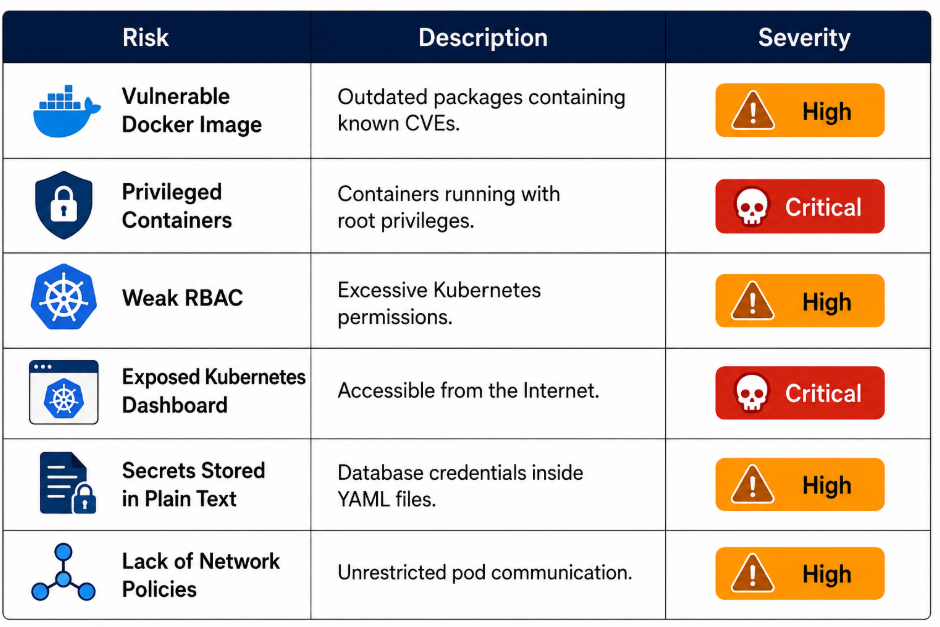 Risk Description Severity
Vulnerable
Docker Image
Outdated packages containing
known CVEs.
High
Privileged
Containers
Containers running with
root privileges.
Critical
Weak RBAC
Excessive Kubernetes
permissions.
High
Exposed Kubernetes
Dashboard
Accessible from the Internet.
Critical
Secrets Stored
in Plain Text
Database credentials inside
YAML files.
High
Lack of Network
Policies
Unrestricted pod communication.
High